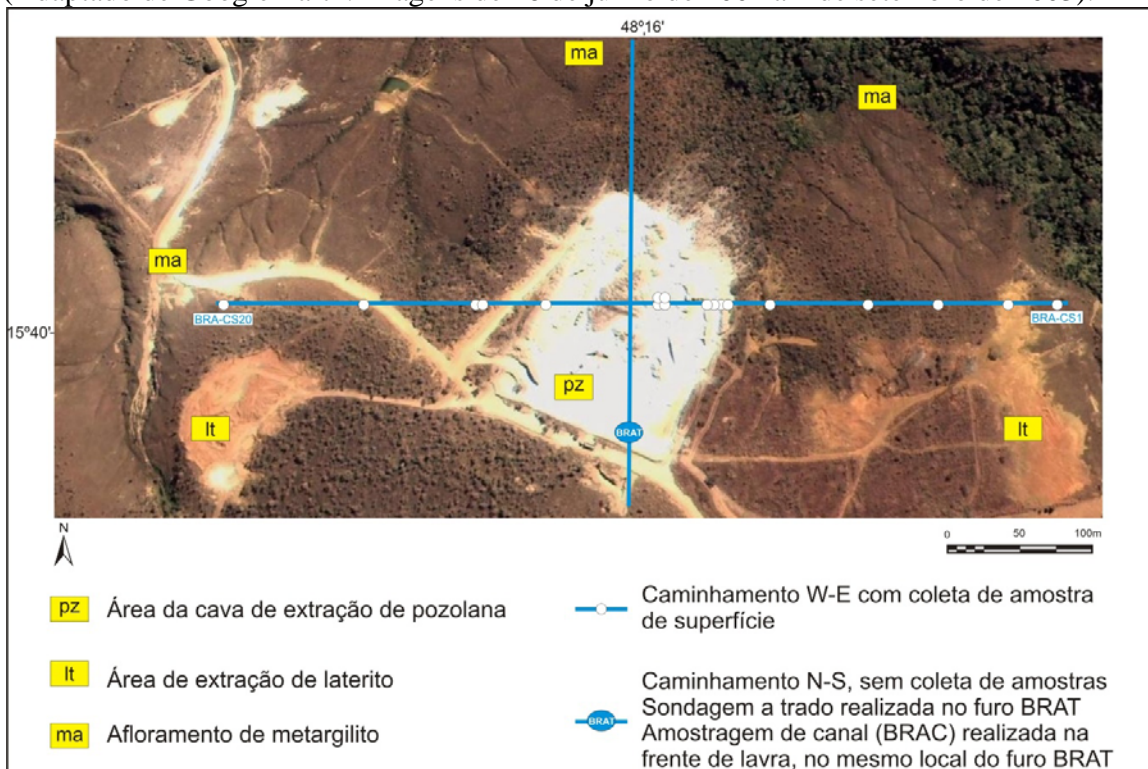 48º16'
ma
ma
ma
BRA-CS20
BRA-CS1
15º40'
pz
BRAT
lt
lt
N
0 50 100m
pz Área da cava de extração de pozolana
lt Área de extração de laterito
ma Afloramento de metargilito
Caminhamento W-E com coleta de amostra
de superfície
Caminhamento N-S, sem coleta de amostras
BRAT Sondagem a trado realizada no furo BRAT
Amostragem de canal (BRAC) realizada na
frente de lavra, no mesmo local do furo BRAT